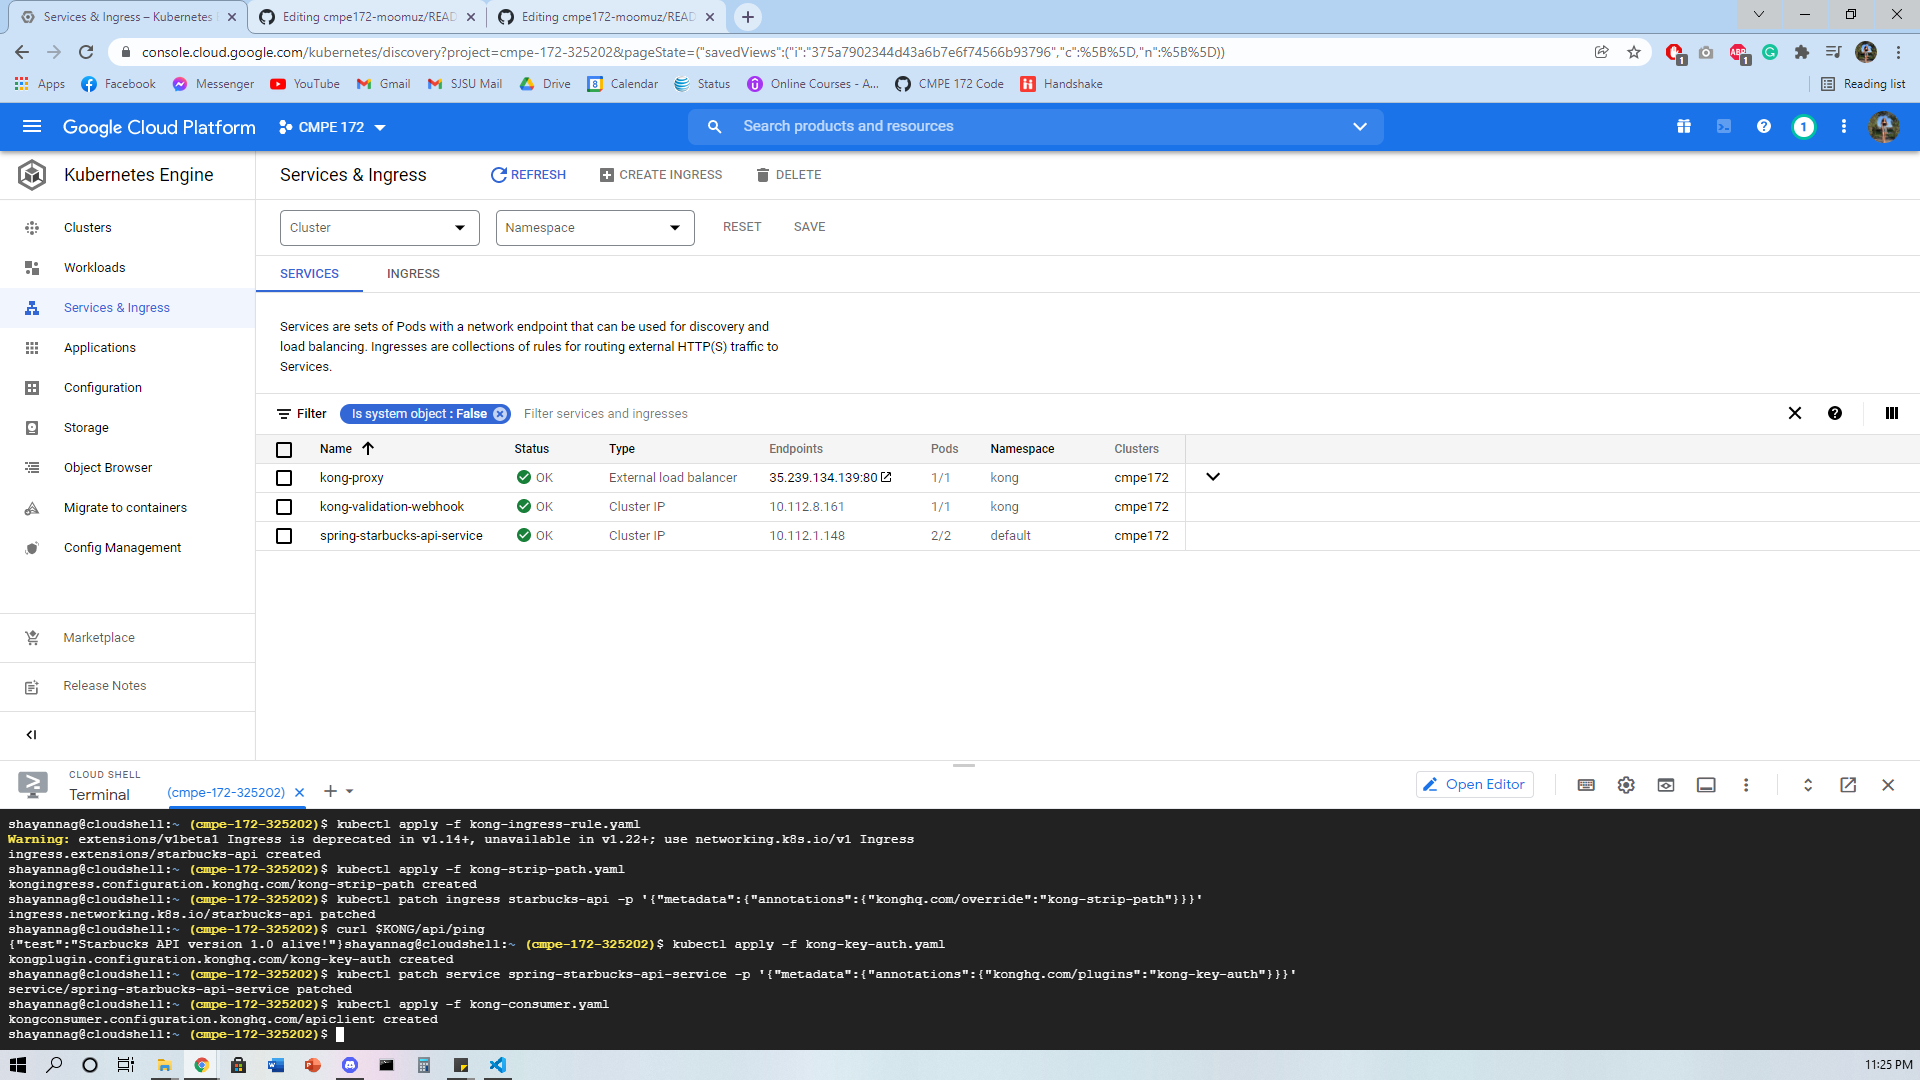 Services & Ingress – Kubernetes
Editing cmpe172-moomuz/READ
Editing cmpe172-moomuz/READ
console.cloud.google.com/kubernetes/discovery?project=cmpe-172-325202&pageState=("savedViews":("i":"375a7902344d43a6b7e6f74566b93796","c":%5B%5D,"n":%5B%5D))
1
ABP
1
Apps
Facebook
Messenger
YouTube
Gmail
SJSU Mail
Drive
8
Calendar
Status
Online Courses - A...
CMPE 172 Code
Handshake
Reading list
Google Cloud Platform
CMPE 172
Search products and resources
1
Kubernetes Engine
Services & Ingress
REFRESH
CREATE INGRESS
DELETE
Clusters
Workloads
Services & Ingress
Applications
Configuration
Storage
Object Browser
Migrate to containers
Config Management
Marketplace
Release Notes
Cluster
Namespace
RESET
SAVE
SERVICES
INGRESS
Services are sets of Pods with a network endpoint that can be used for discovery and
load balancing. Ingresses are collections of rules for routing external HTTP(S) traffic to
Services.
Filter
Is system object : False
Filter services and ingresses
Name Status Type Endpoints Pods Namespace Clusters
kong-proxy OK External load balancer 35.239.134.139:80 1/1 kong cmpe172
kong-validation-webhook OK Cluster IP 10.112.8.161 1/1 kong cmpe172
spring-starbucks-api-service OK Cluster IP 10.112.1.148 2/2 default cmpe172
CLOUD SHELL
Terminal
(cmpe-172-325202)
Open Editor
shayannag@cloudshell:~ (cmpe-172-325202)$ kubectl apply -f kong-ingress-rule.yaml
Warning: extensions/v1beta1 Ingress is deprecated in v1.14+, unavailable in v1.22+; use networking.k8s.io/v1 Ingress
ingress.extensions/starbucks-api created
shayannag@cloudshell:~ (cmpe-172-325202)$ kubectl apply -f kong-strip-path.yaml
kongingress.configuration.konghq.com/kong-strip-path created
shayannag@cloudshell:~ (cmpe-172-325202)$ kubectl patch ingress starbucks-api -p '{"metadata":{"annotations":{"konghq.com/override":"kong-strip-path"}}}'
ingress.networking.k8s.io/starbucks-api patched
shayannag@cloudshell:~ (cmpe-172-325202)$ curl $KONG/api/ping
{"test":"Starbucks API version 1.0 alive!"}shayannag@cloudshell:~ (cmpe-172-325202)$ kubectl apply -f kong-key-auth.yaml
kongplugin.configuration.konghq.com/kong-key-auth created
shayannag@cloudshell:~ (cmpe-172-325202)$ kubectl patch service spring-starbucks-api-service -p '{"metadata":{"annotations":{"konghq.com/plugins":"kong-key-auth"}}}'
service/spring-starbucks-api-service patched
shayannag@cloudshell:~ (cmpe-172-325202)$ kubectl apply -f kong-consumer.yaml
kongconsumer.configuration.konghq.com/apiclient created
shayannag@cloudshell:~ (cmpe-172-325202)$
11:25 PM